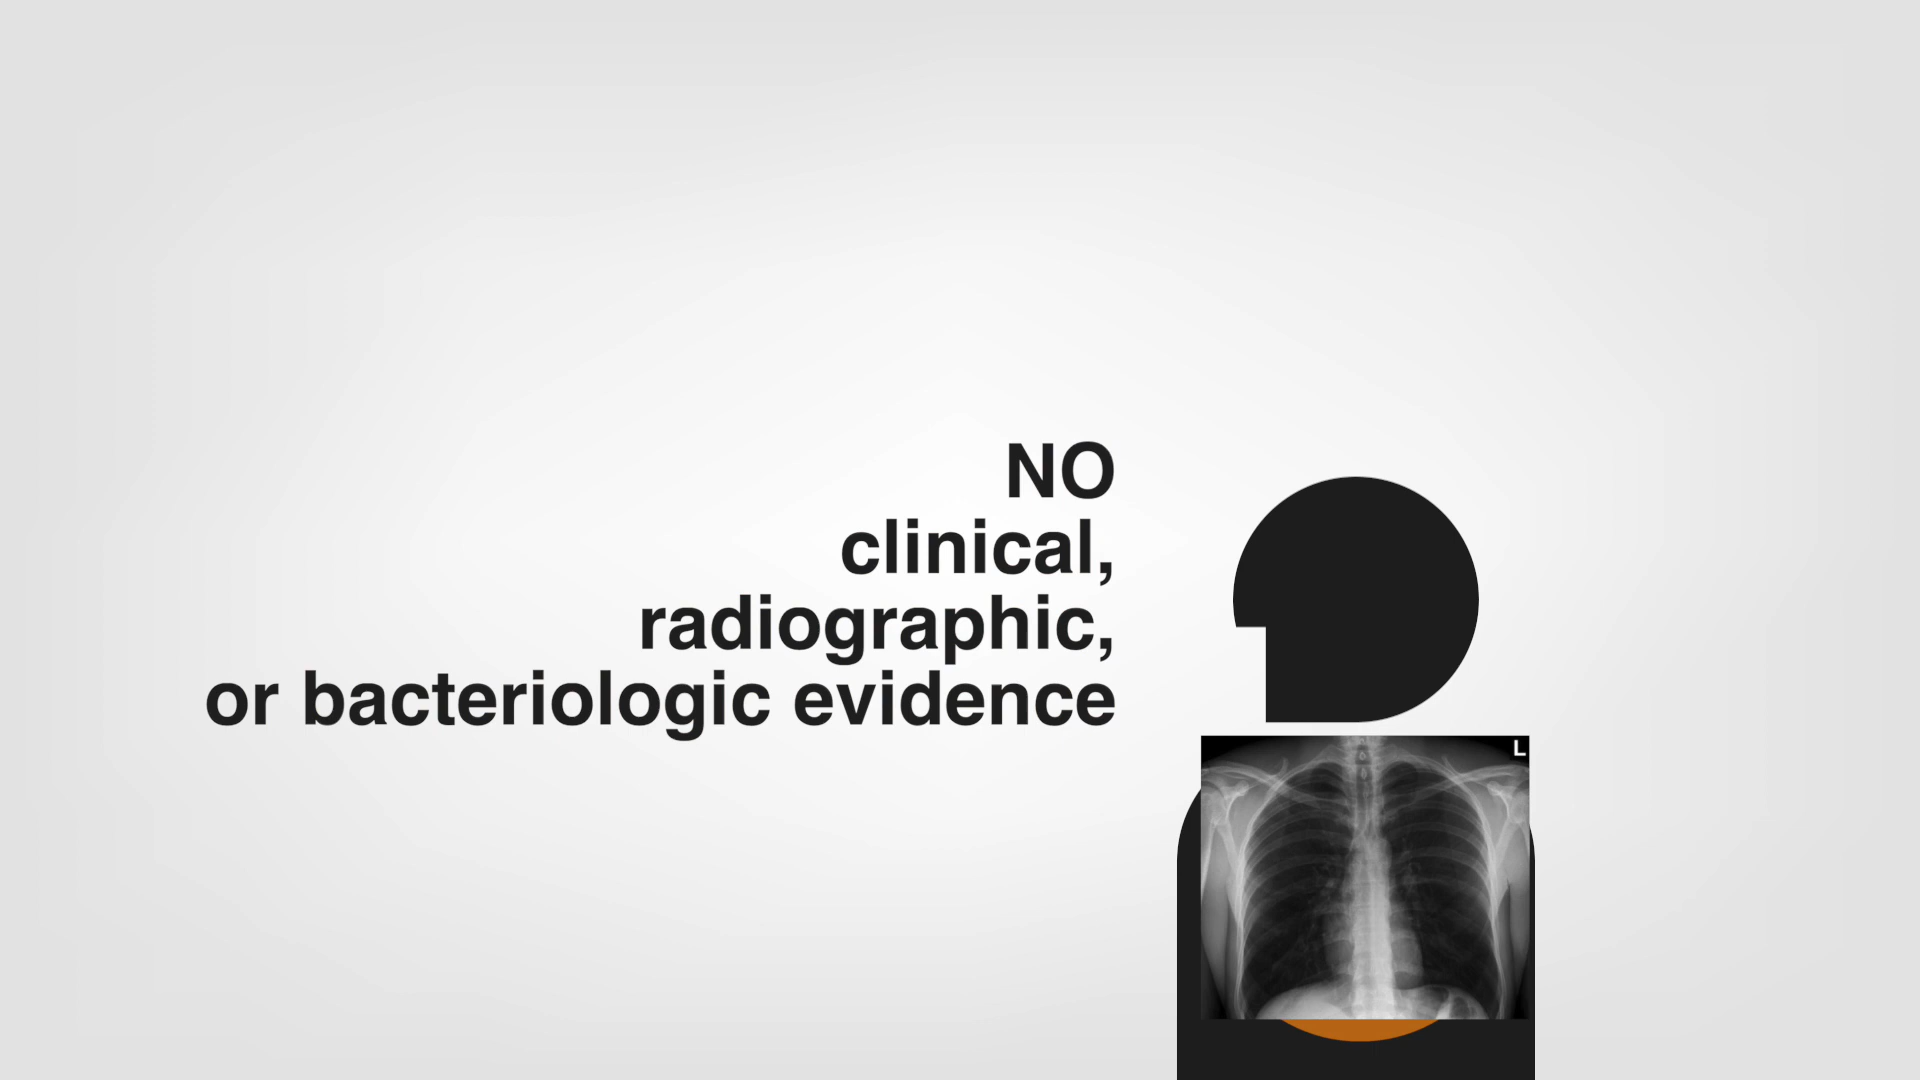 NO
clinical,
radiographic,
or bacteriologic evidence
L